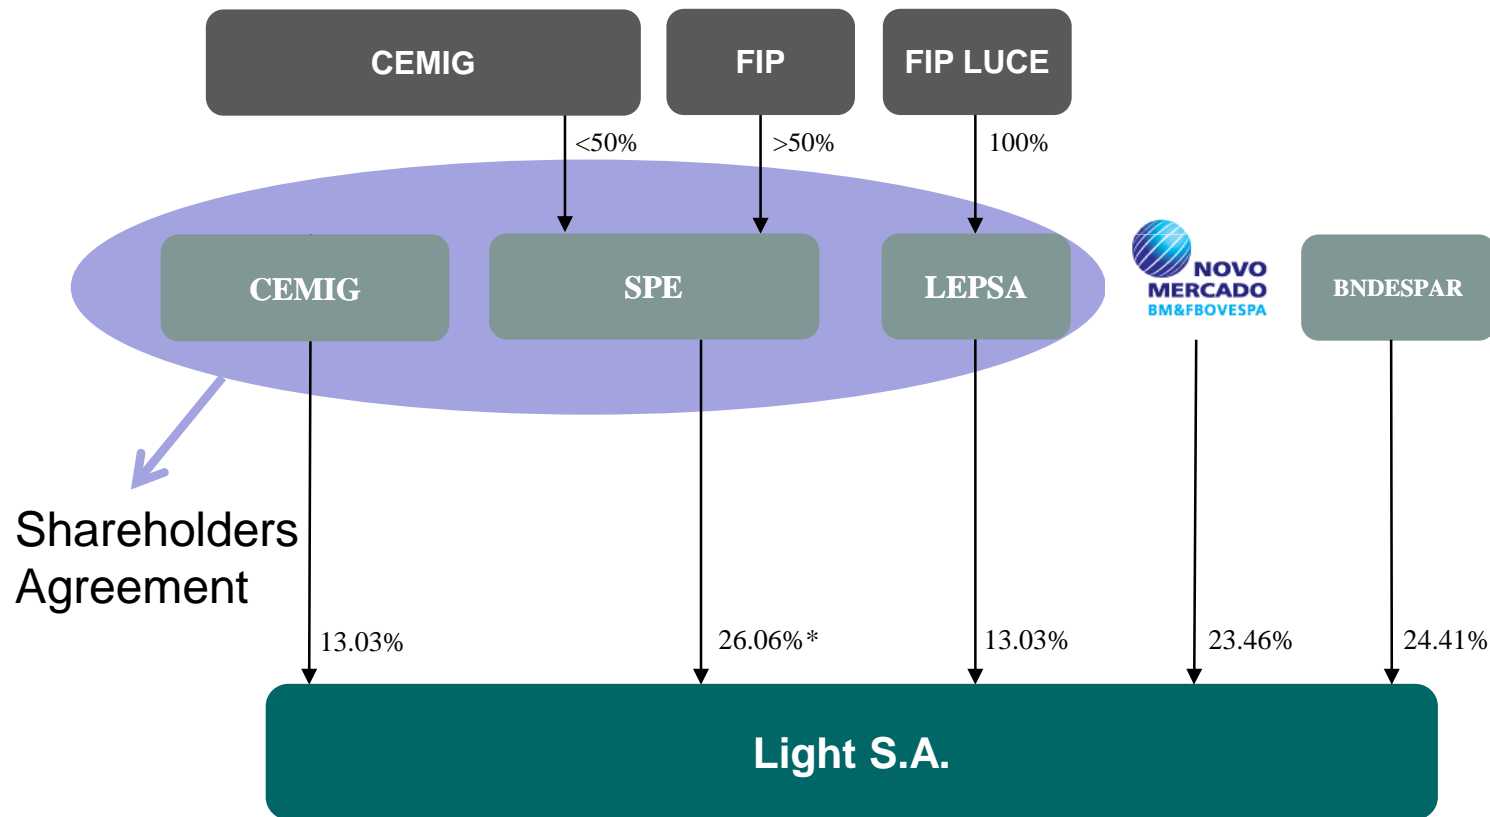 CEMIG
FIP
FIP LUCE
<50%
>50%
100%
CEMIG
SPE
LEPSA
NOVO
MERCADO
BM&FBOVESPA
BNDESPAR
Shareholders
Agreement
13.03%
26.06%*
13.03%
23.46%
24.41%
Light S.A.